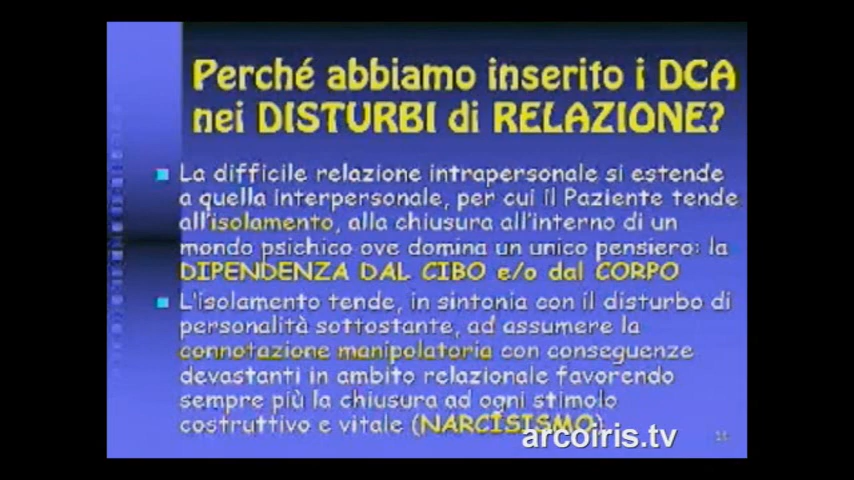 Perché abbiamo inserito i DCA
nei DISTURBI di RELAZIONE?
La difficile relazione intrapersonale si estende
a quella interpersonale, per cui il Paziente tende
all'isolamento, alla chiusura all'interno di un
mondo psichico ove domina un unico pensiero: la
DIPENDENZA DAL CIBO e/o dal CORPO
L'isolamento tende, in sintonia con il disturbo di
personalità sottostante, ad assumere la
connotazione manipolatoria con conseguenze
devastanti in ambito relazionale favorendo
sempre più la chiusura ad ogni stimolo
costruttivo e vitale (NARCISISMO)
arcoiris.tv